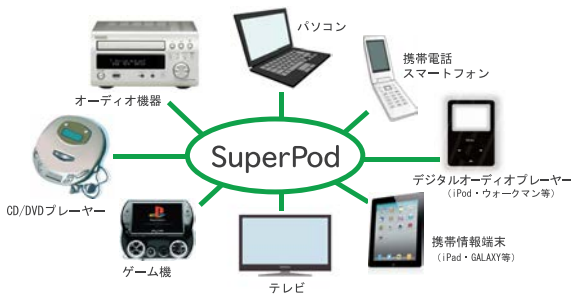 パソコン
携帯電話
スマートフォン
オーディオ機器
SuperPod
デジタルオーディオプレーヤー
(iPod・ウォークマン等)
CD/DVDプレーヤー
携帯情報端末
(iPad・GALAXY等)
ゲーム機
テレビ